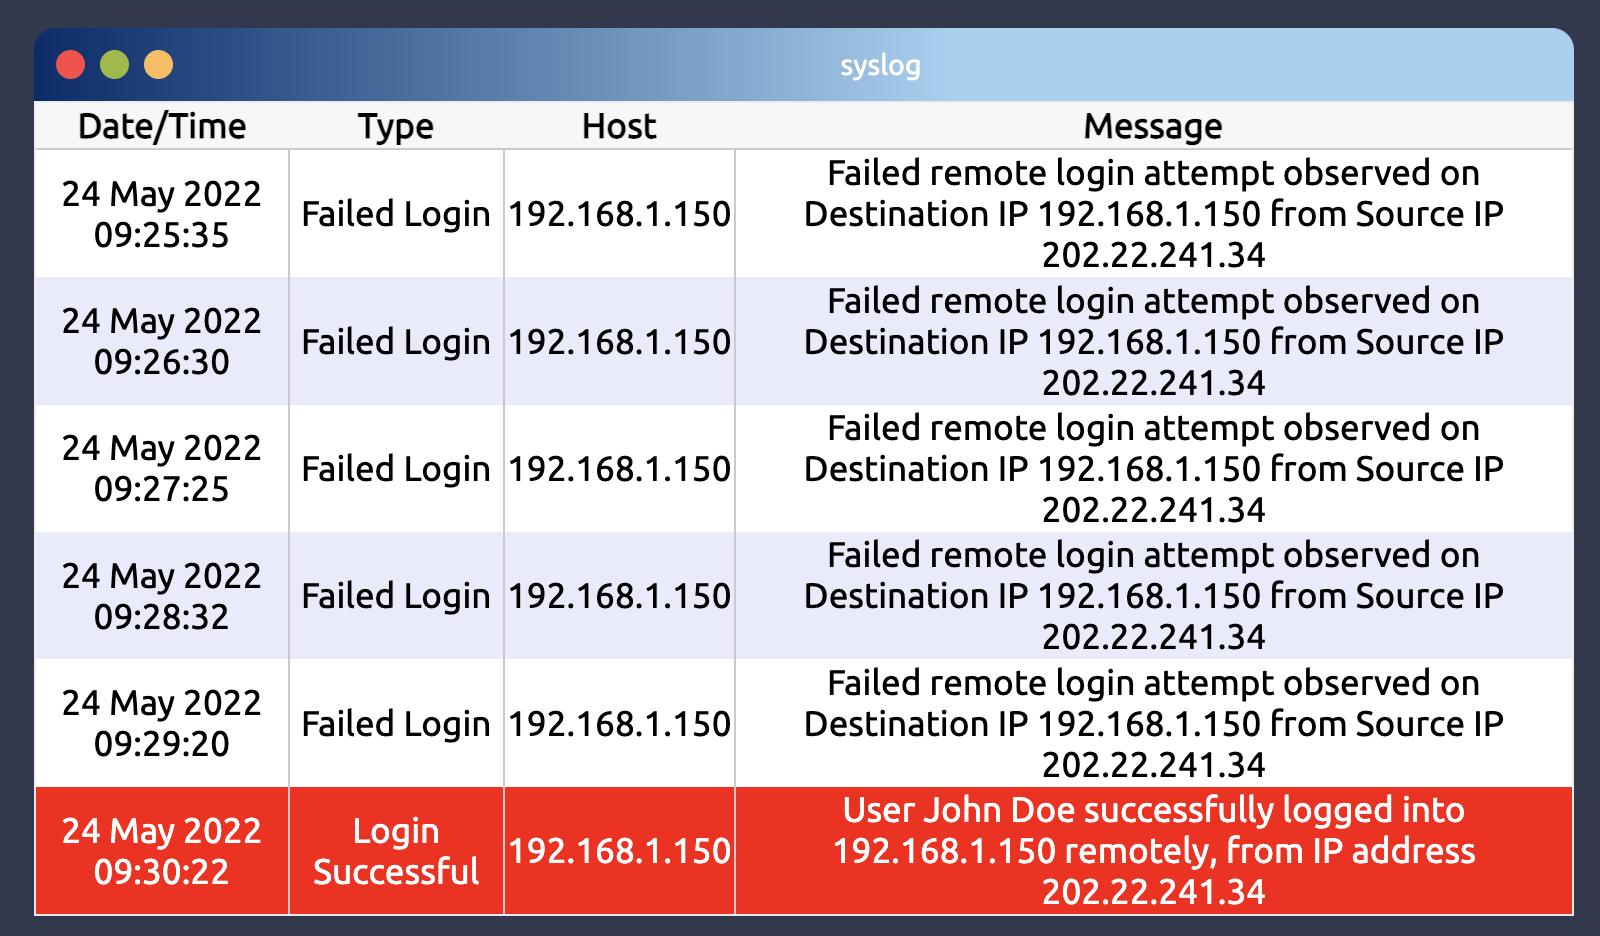 syslog
Date/Time Type Host Message
24 May 2022
09:25:35
Failed Login
192.168.1.150
Failed remote login attempt observed on
Destination IP 192.168.1.150 from Source IP
202.22.241.34
24 May 2022
09:26:30
Failed Login
192.168.1.150
Failed remote login attempt observed on
Destination IP 192.168.1.150 from Source IP
202.22.241.34
24 May 2022
09:27:25
Failed Login
192.168.1.150
Failed remote login attempt observed on
Destination IP 192.168.1.150 from Source IP
202.22.241.34
24 May 2022
09:28:32
Failed Login
192.168.1.150
Failed remote login attempt observed on
Destination IP 192.168.1.150 from Source IP
202.22.241.34
24 May 2022
09:29:20
Failed Login
192.168.1.150
Failed remote login attempt observed on
Destination IP 192.168.1.150 from Source IP
202.22.241.34
24 May 2022
09:30:22
Login
Successful
192.168.1.150
User John Doe successfully logged into
192.168.1.150 remotely, from IP address
202.22.241.34